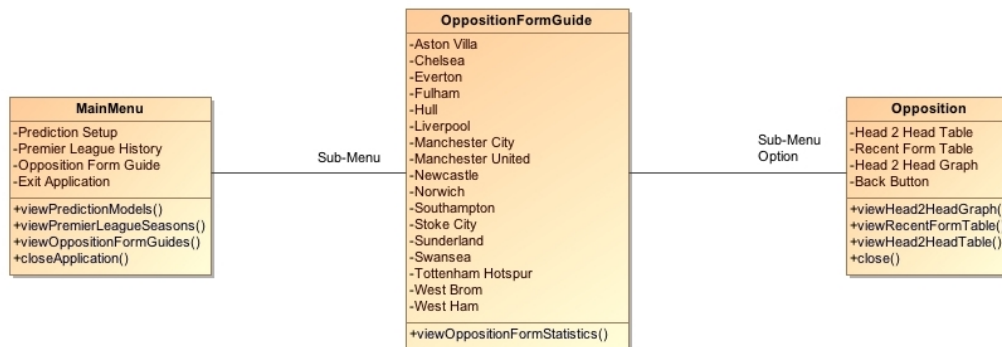 MainMenu
-Prediction Setup
-Premier League History
-Opposition Form Guide
-Exit Application
+viewPredictionModels()
+viewPremierLeagueSeasons()
+viewOppositionFormGuides()
+closeApplication()
Sub-Menu
OppositionFormGuide
-Aston Villa
-Chelsea
-Everton
-Fulham
-Hull
-Liverpool
-Manchester City
-Manchester United
-Newcastle
-Norwich
-Southampton
-Stoke City
-Sunderland
-Swansea
-Tottenham Hotspur
-West Brom
-West Ham
+viewOppositionFormStatistics()
Sub-Menu
Option
Opposition
-Head 2 Head Table
-Recent Form Table
-Head 2 Head Graph
-Back Button
+viewHead2HeadGraph(
+viewRecentFormTable(
+viewHead2HeadTable()
+close()